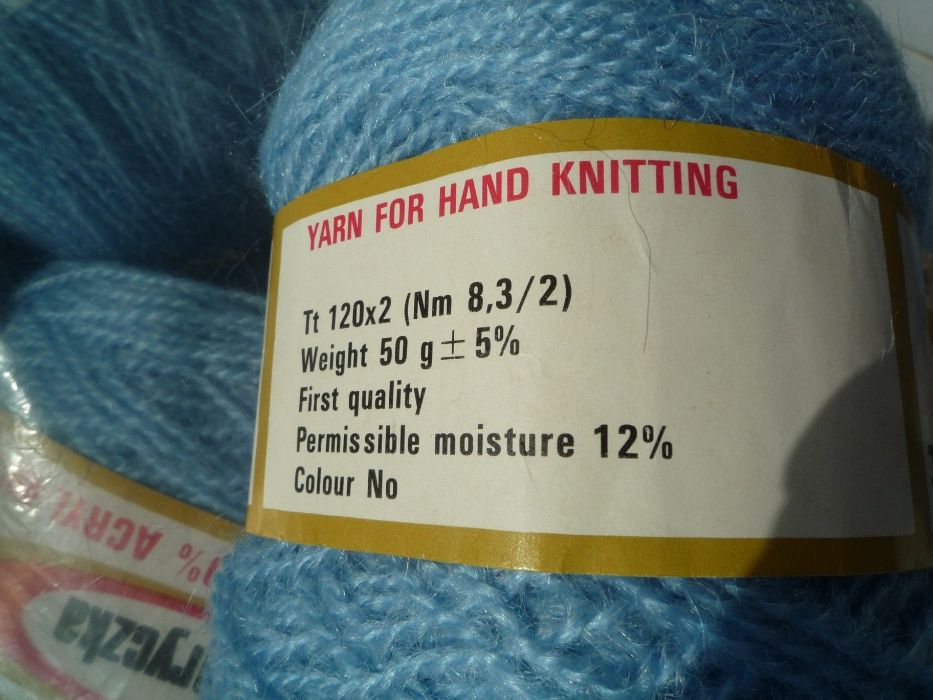 YARN FOR HAND KNITTING
Tt 120x2 (Nm 8,3/2)
Weight 50 g ± 5%
First quality
Permissible moisture 12%
Colour No
% ACRYL